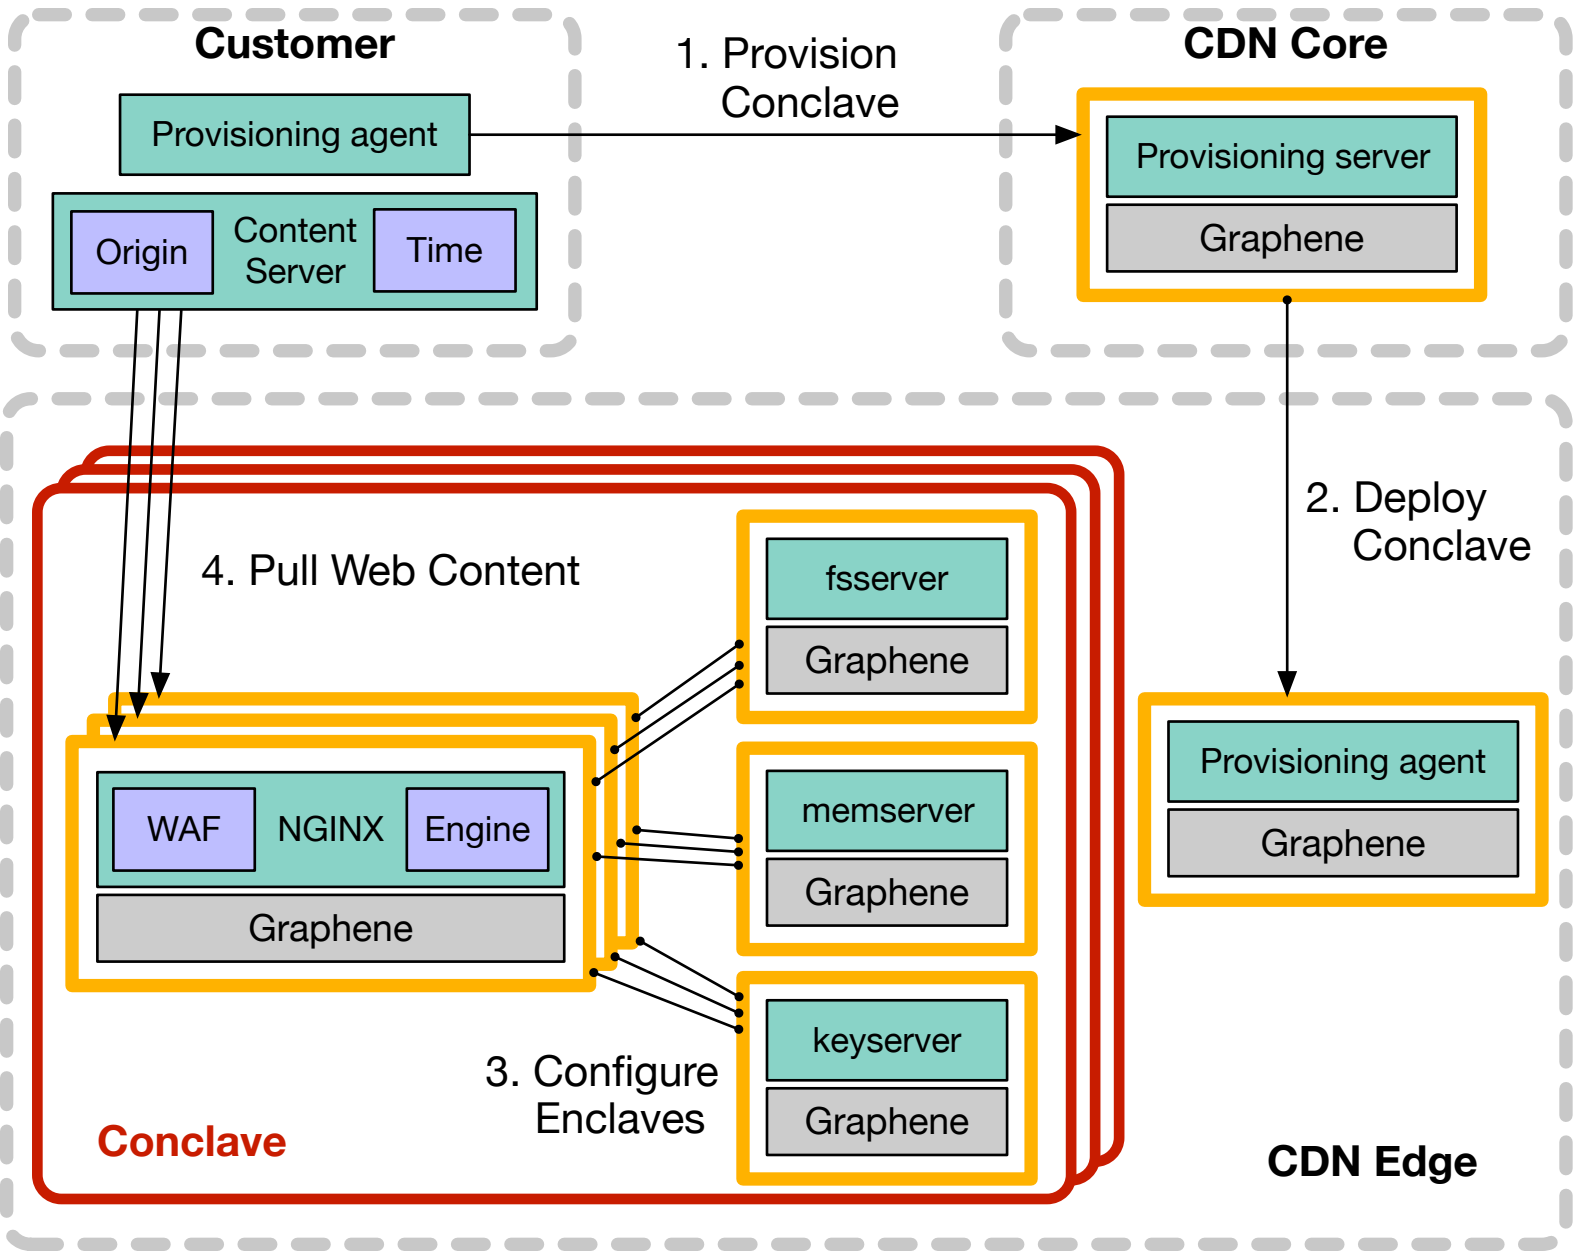 Customer
Provisioning agent
Origin
Content
Server
Time
1. Provision
Conclave
CDN Core
Provisioning server
Graphene
2. Deploy
Conclave
4. Pull Web Content
fsserver
Graphene
WAF
NGINX
Engine
Graphene
memserver
Graphene
Provisioning agent
Graphene
keyserver
Graphene
3. Configure
Enclaves
Conclave
CDN Edge